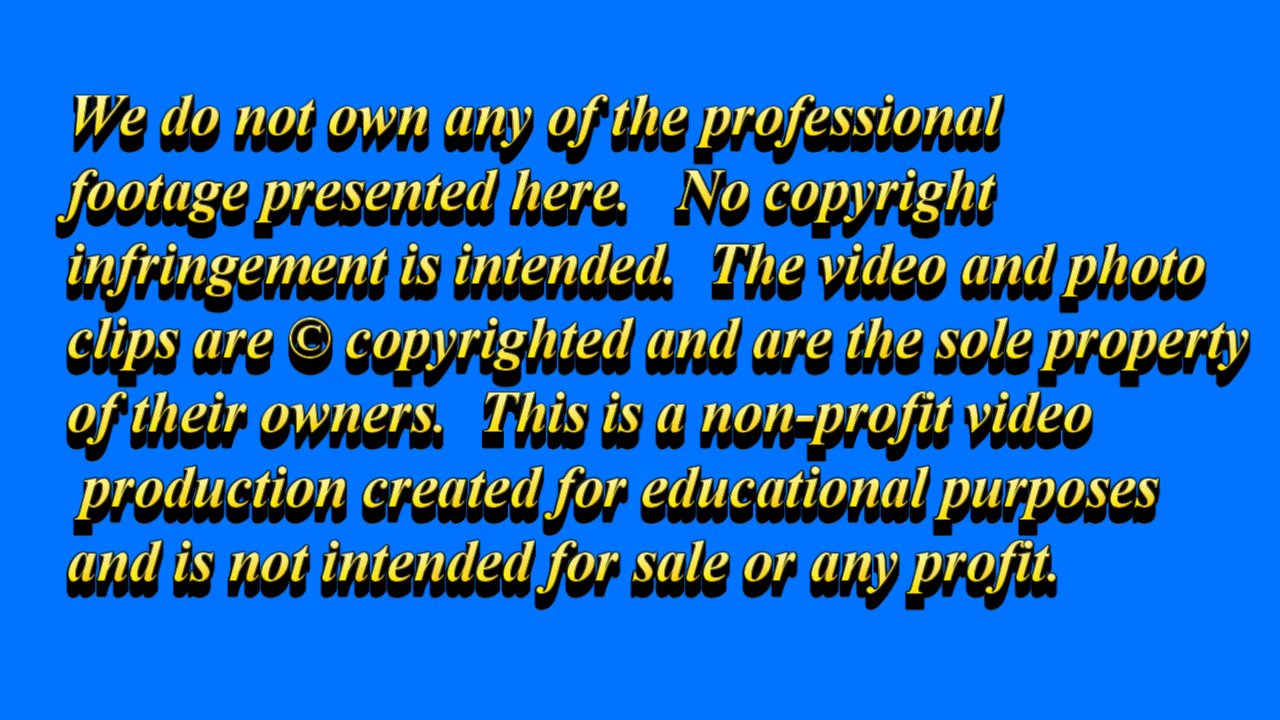 We do not own any of the professional
footage presented here. No copyright
infringement is intended. The video and photo
clips are © copyrighted and are the sole property
of their owners. This is a non-profit video
production created for educational purposes
and is not intended for sale or any profit.